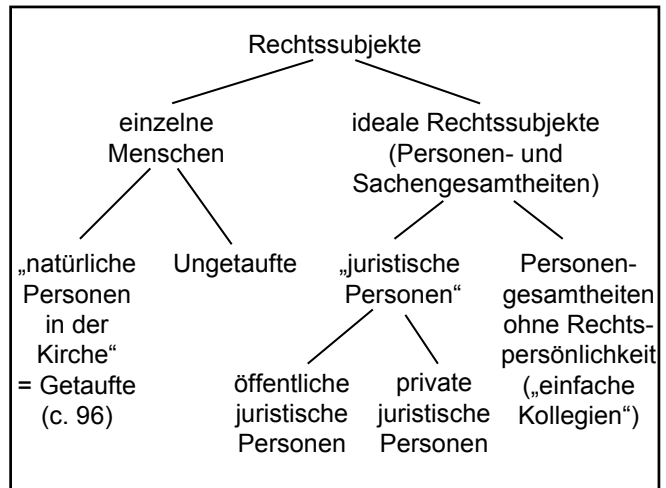 Rechtssubjekte
einzelne
Menschen
ideale Rechtssubjekte
(Personen- und
Sachengesamtheiten)
„natürliche
Personen
in der
Kirche“
= Getaufte
(c. 96)
Ungetaufte
„juristische
Personen“
Personen-
gesamtheiten
ohne Rechts-
persönlichkeit
(„einfache
Kollegien“)
öffentliche
juristische
Personen
private
juristische
Personen